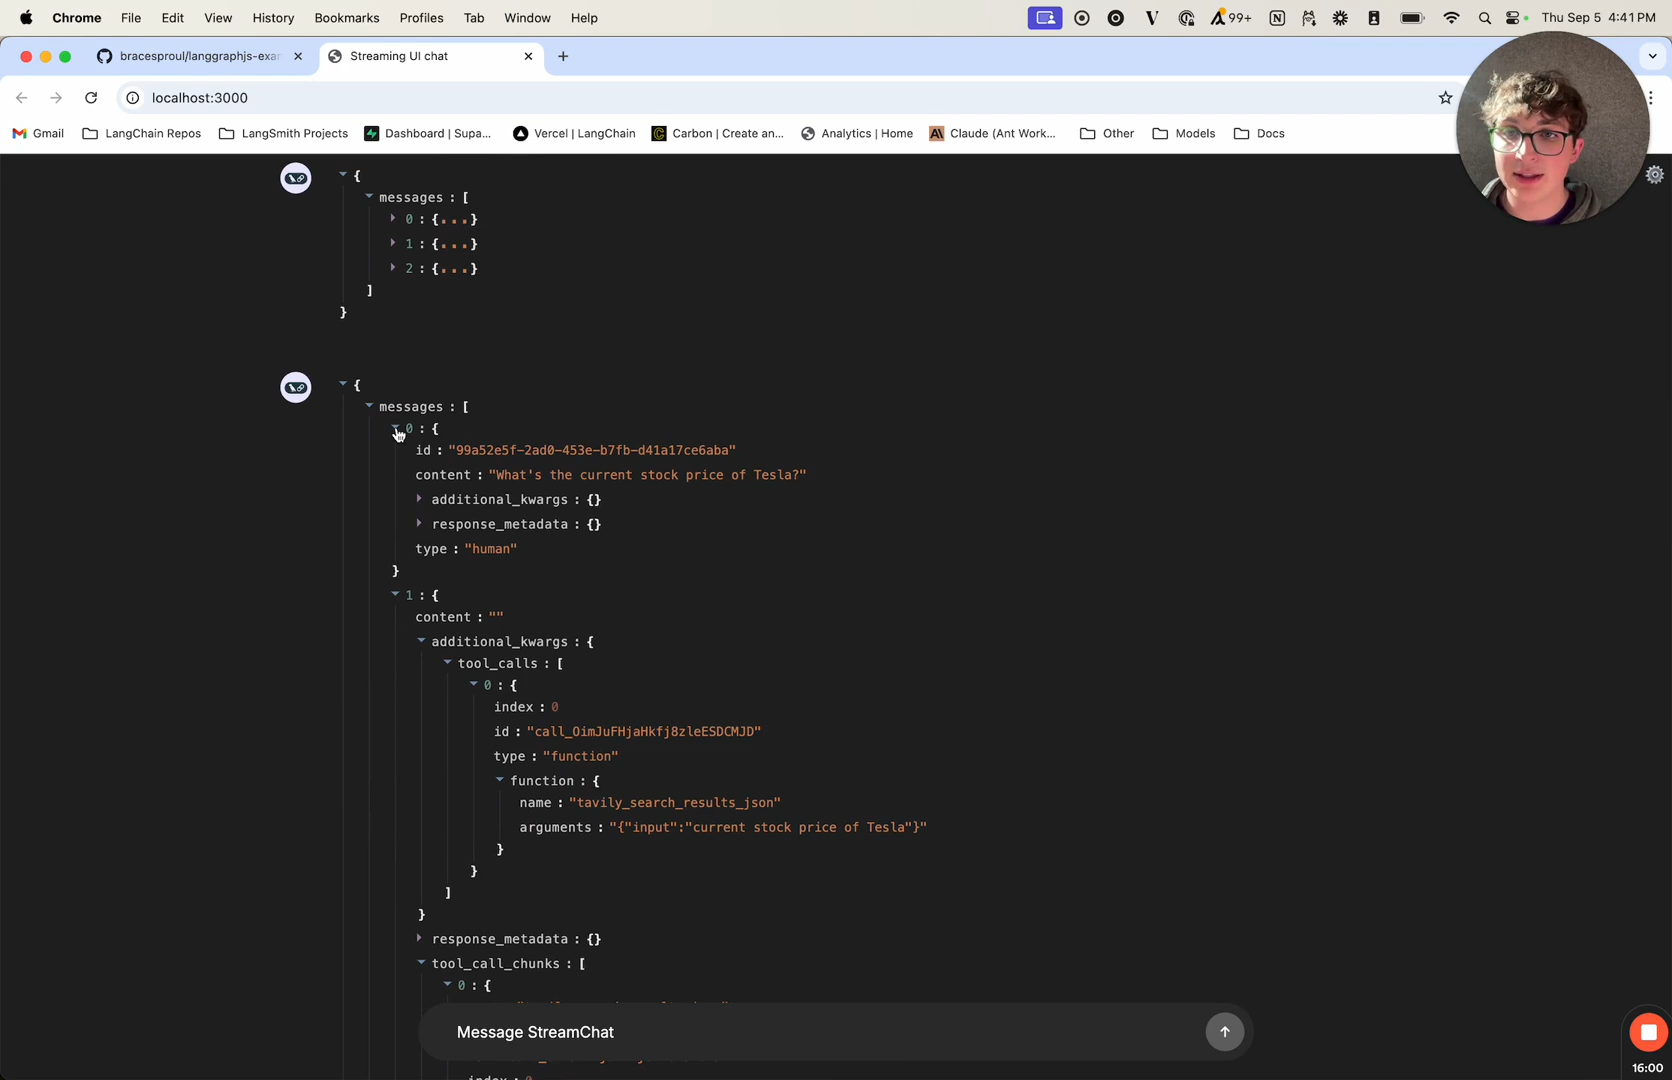 Chrome File Edit View History Bookmarks Profiles Tab Window Help 99+ Thu Sep 5 4:41 PM
bracesproul/langgraphjs-exa Streaming UI chat
localhost:3000
Gmail LangChain Repos LangSmith Projects Dashboard | Supa... Vercel | LangChain Carbon | Create an... Analytics | Home Claude (Ant Work... Other Models Docs
{
messages : [
0 : {...}
1 : {...}
2 : {...}
]
}
{
messages : [
0 : {
id : "99a52e5f-2ad0-453e-b7fb-d41a17ce6aba"
content : "What's the current stock price of Tesla?"
additional_kwargs : {}
response_metadata : {}
type : "human"
}
1 : {
content : ""
additional_kwargs : {
tool_calls : [
0 : {
index : 0
id : "call_OimJuFHjaHkfj8zleESDCMJD"
type : "function"
function : {
name : "tavily_search_results_json"
arguments : "{"input":"current stock price of Tesla"}"
}
}
]
}
response_metadata : {}
tool_call_chunks : [
0 : {
Message StreamChat
index : 0
16:00